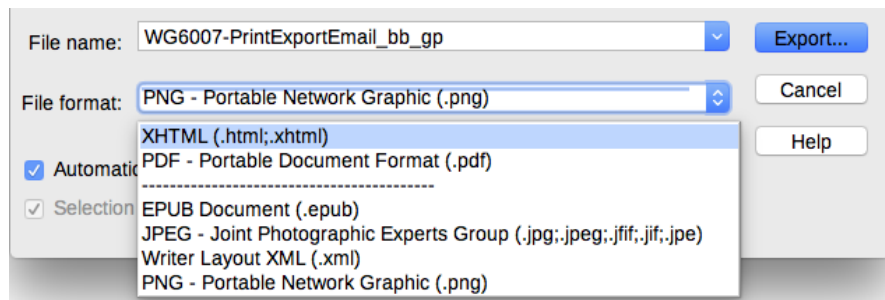 File name: WG6007-PrintExportEmail_bb_gp Export...
File format: PNG - Portable Network Graphic (.png) Cancel
XHTML (.html;.xhtml) Help
PDF - Portable Document Format (.pdf)
Automatic
------------------------------------------
Selection
EPUB Document (.epub)
JPEG - Joint Photographic Experts Group (.jpg;.jpeg;.jfif;.jif;.jpe)
Writer Layout XML (.xml)
PNG - Portable Network Graphic (.png)